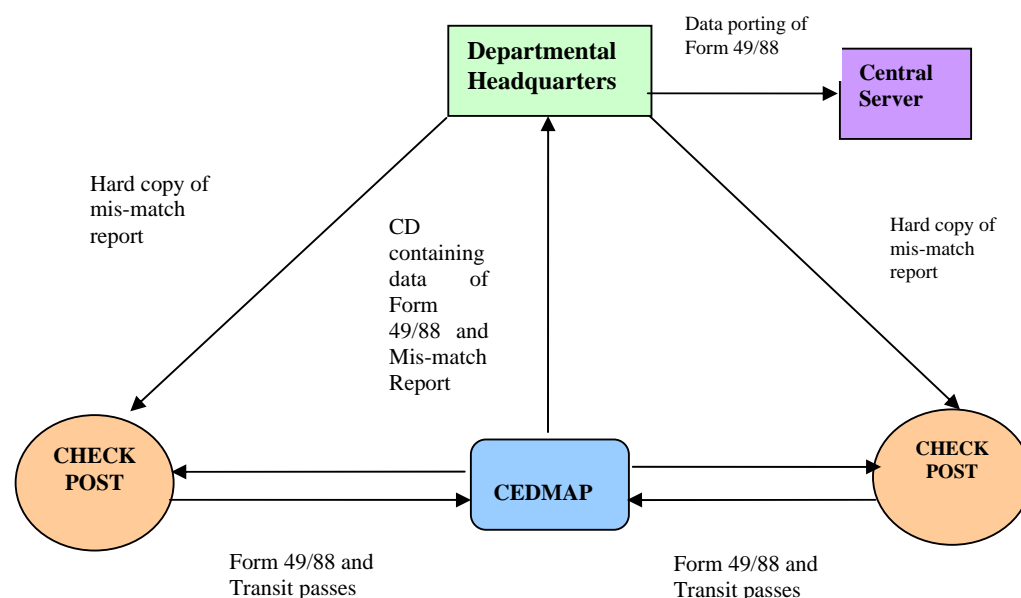 Data porting of
Form 49/88
Departmental
Headquarters
Central
Server
Hard copy of
mis-match
report
CD
containing
data of
Form
49/88 and
Mis-match
Report
Hard copy of
mis-match
report
CHECK
POST
CEDMAP
CHECK
POST
Form 49/88 and
Transit passes
Form 49/88 and
Transit passes